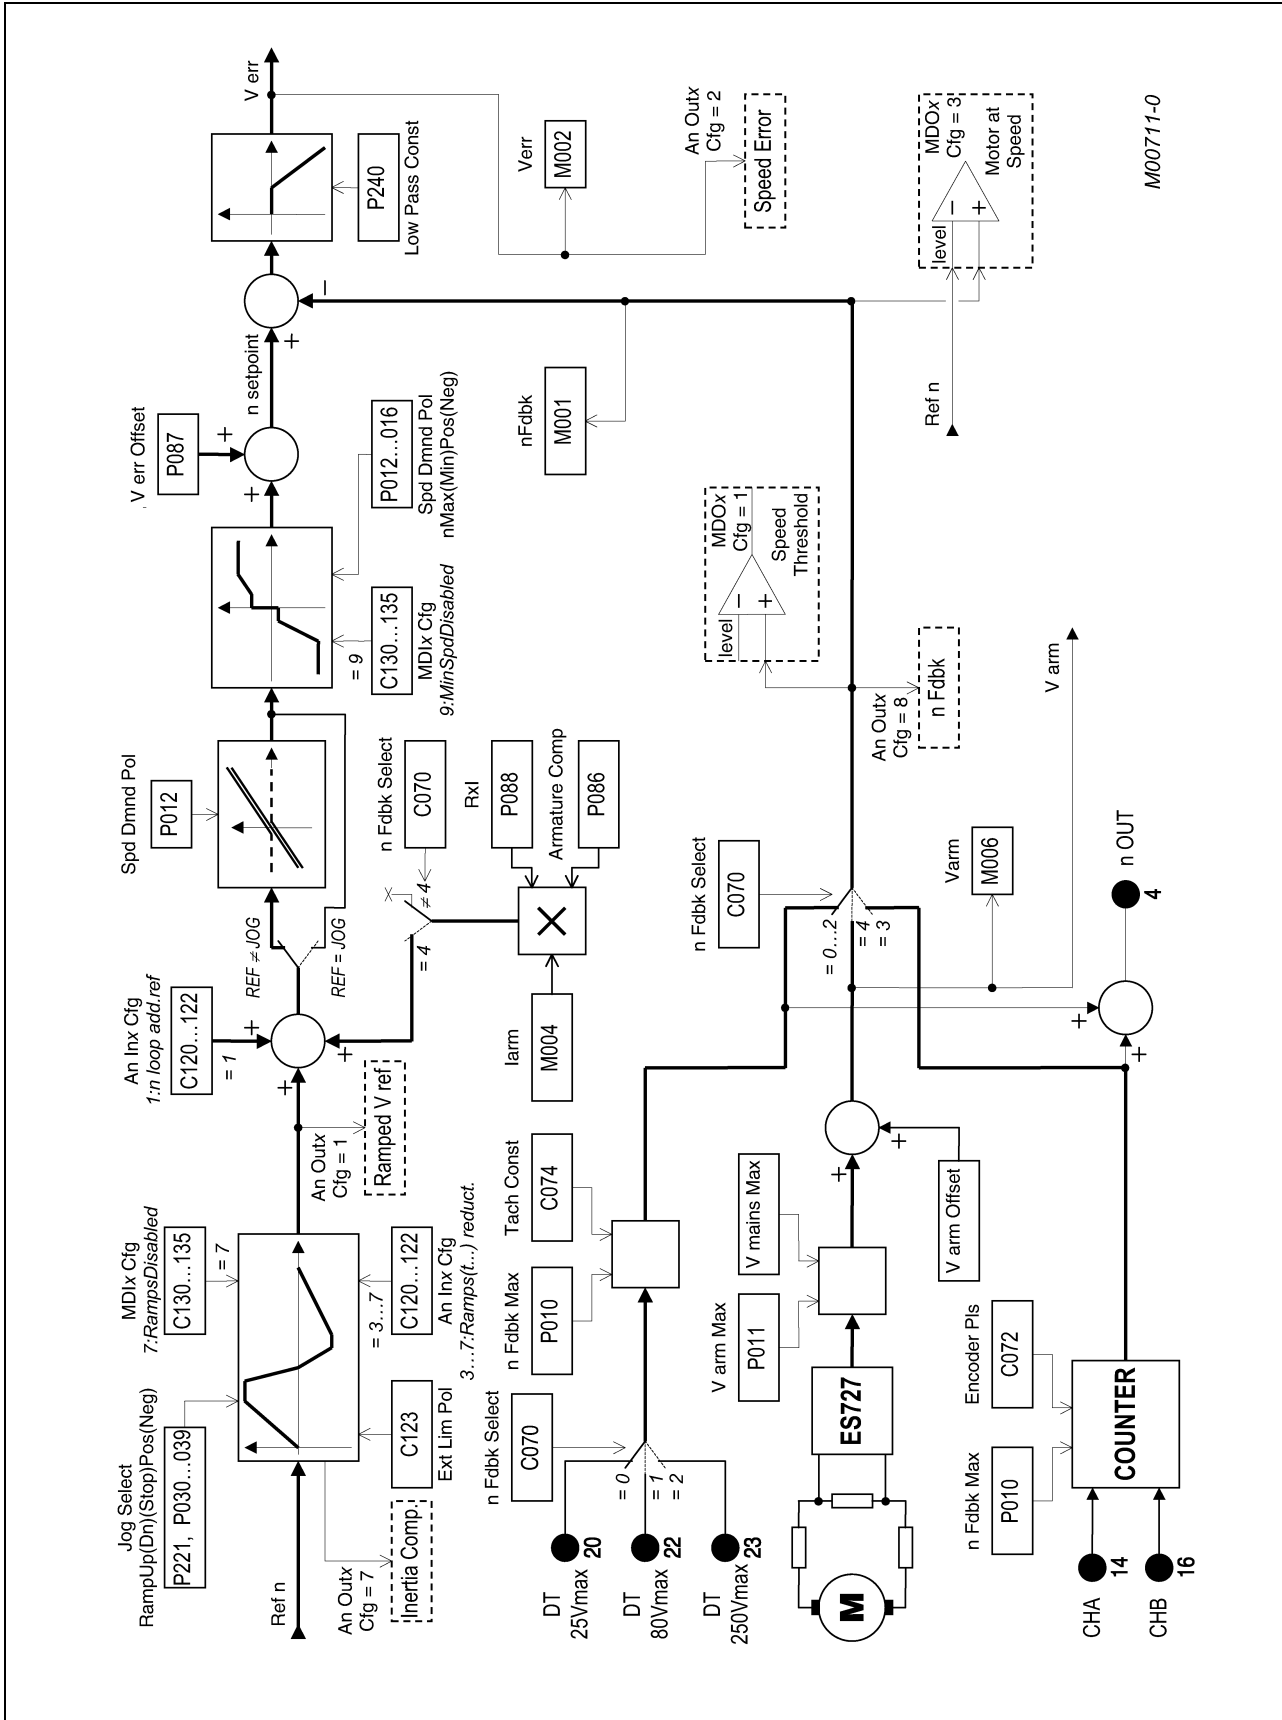 Jog Select
RampUp(Dn)(Stop)Pos(Neg)
P221, P030...039
MDIx Cfg
7:RampsDisabled
C130...135
= 7
Ref n
An Outx
Cfg = 7
Inertia Comp.
C123
Ext Lim Pol
= 3...7
C120...122
An Inx Cfg
3...7:Ramps(t...) reduct.
An Outx
Cfg = 1
Ramped V ref
An Inx Cfg
1:n loop add.ref
C120...122
= 1
+
+
+
REF ≠ JOG
REF = JOG
Spd Dmnd Pol
P012
= 9
C130...135
MDIx Cfg
9:MinSpdDisabled
P012...016
Spd Dmnd Pol
nMax(Min)Pos(Neg)
V err Offset
P087
+
+
n setpoint
+
−
P240
Low Pass Const
V err
n Fdbk Select
C070
= 4
≠ 4
Iarm
M004
RxI
P088
Armature Comp
P086
Verr
M002
An Outx
Cfg = 2
Speed Error
nFdbk
M001
MDOx
Cfg = 3
level
−
+
Motor at
Speed
Ref n
MDOx
Cfg = 1
level
−
+
Speed
Threshold
An Outx
Cfg = 8
n Fdbk
DT
25Vmax
20
DT
80Vmax
22
DT
250Vmax
23
n Fdbk Select
C070
= 0
= 1
= 2
n Fdbk Max
P010
Tach Const
C074
n Fdbk Select
C070
= 0...2
= 4
= 3
M
ES727
V arm Max
P011
V mains Max
+
+
V arm Offset
Varm
M006
V arm
CHA
14
CHB
16
n Fdbk Max
P010
Encoder Pls
C072
COUNTER
+
+
4
n OUT
M00711-0